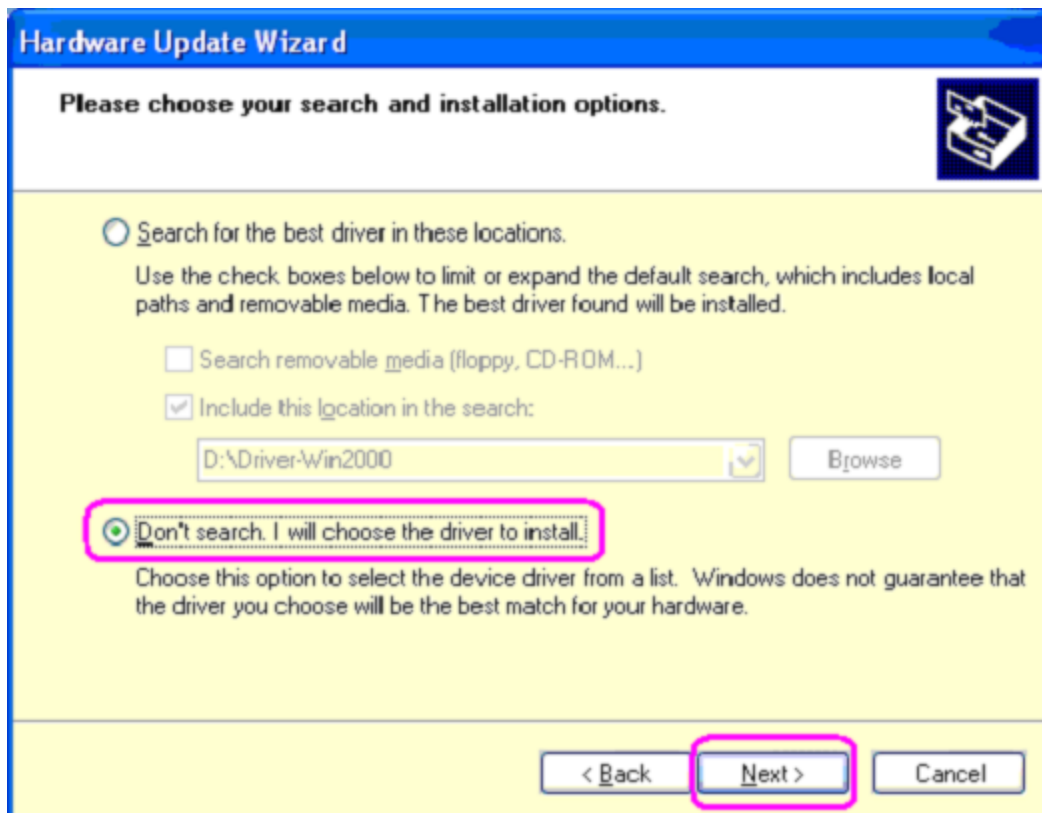 Hardware Update Wizard
Please choose your search and installation options.
Search for the best driver in these locations.
Use the check boxes below to limit or expand the default search, which includes local
paths and removable media. The best driver found will be installed.
Search removable media (floppy, CD-ROM...)
Include this location in the search:
D:\Driver-Win2000
Browse
Don't search. I will choose the driver to install.
Choose this option to select the device driver from a list. Windows does not guarantee that
the driver you choose will be the best match for your hardware.
< Back Next > Cancel